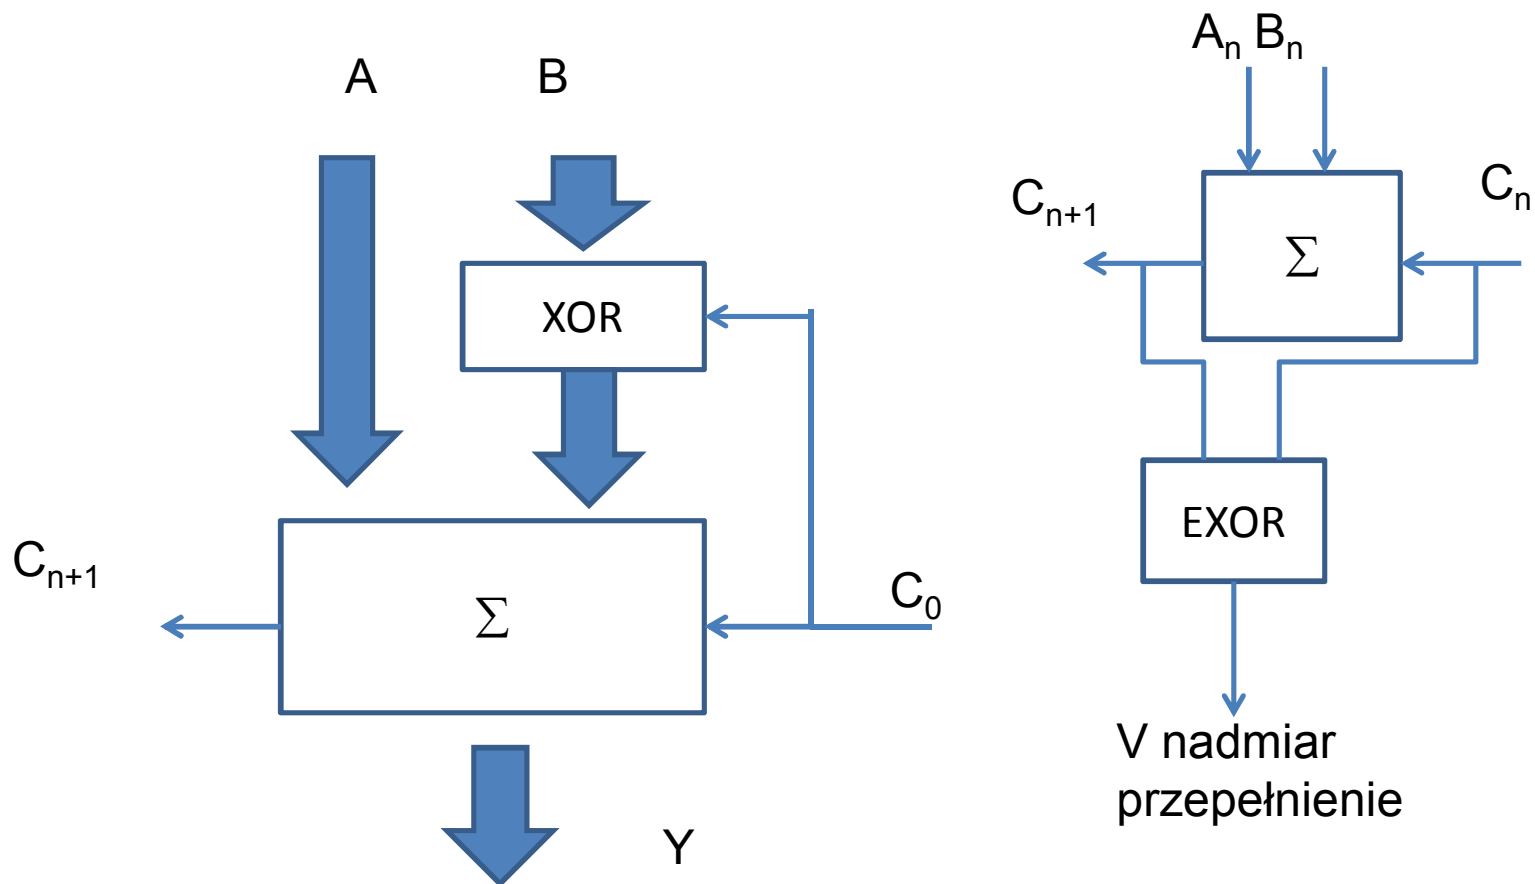 A
B
XOR
C₀
Σ
Cₙ₊₁
Y
Aₙ Bₙ
Cₙ₊₁
Cₙ
Σ
EXOR
V nadmiar
przepełnienie